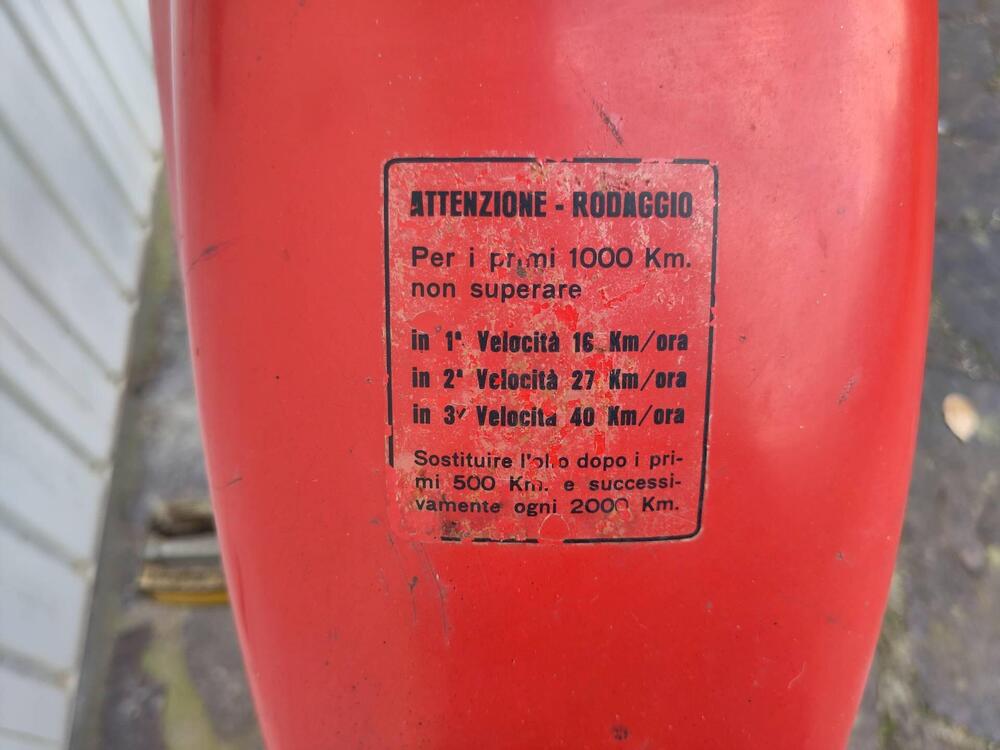 ATTENZIONE - RODAGGIO
Per i primi 1000 Km.
non superare
in 1ª Velocità 16 Km/ora
in 2ª Velocità 27 Km/ora
in 3ª Velocità 40 Km/ora
Sostituire l'olio dopo i pri-
mi 500 Km. e successi-
vamente ogni 2000 Km.